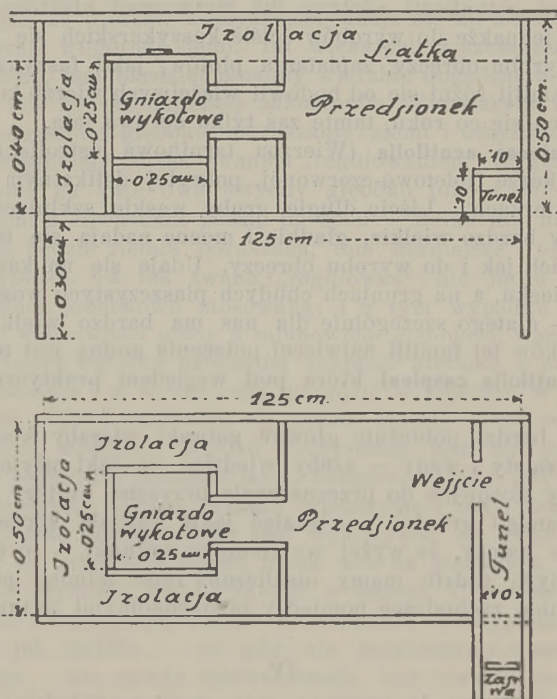 Izolacja
Siatka
Izolacja
0·40 cm
0·25 cm
Gniazdo
wykotowe
Przedsionek
0·50 cm
0·25 cm
10
Tunel
125 cm
0·30 cm
125 cm.
Izolacja
Wejście
0·50 cm
Izolacja
0·25 cm
Gniazdo
wykotowe
Przedsionek
Tunel
0·25 cm
10
Izolacja